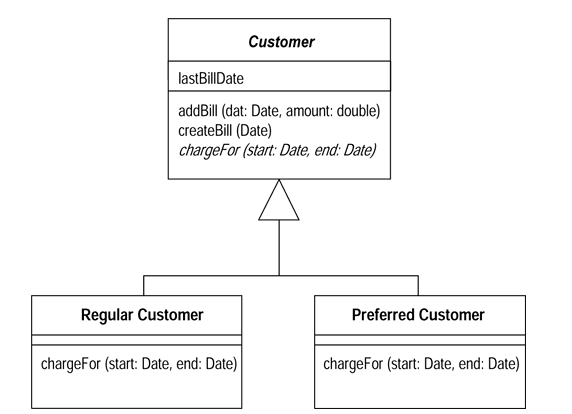 Customer
lastBillDate
addBill (dat: Date, amount: double)
createBill (Date)
chargeFor (start: Date, end: Date)
Regular Customer
chargeFor (start: Date, end: Date)
Preferred Customer
chargeFor (start: Date, end: Date)